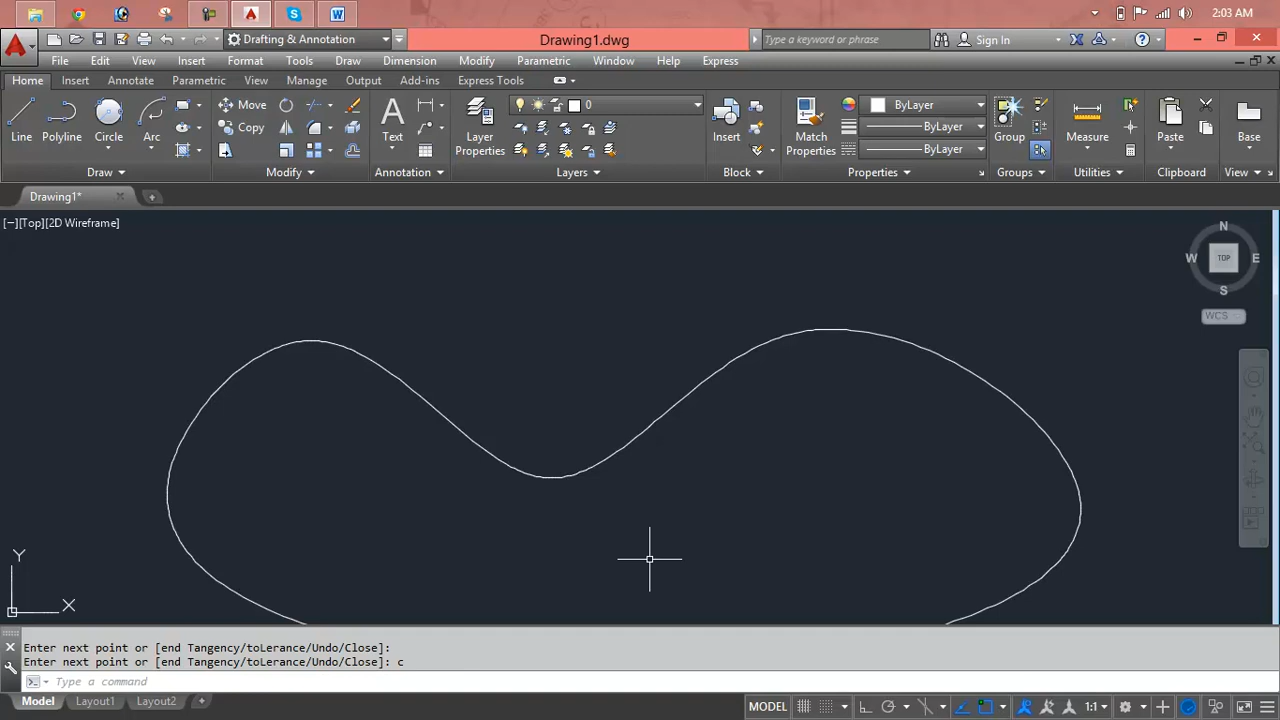 2:03 AM
Drafting & Annotation
Drawing1.dwg
Type a keyword or phrase
Sign In
File Edit View Insert Format Tools Draw Dimension Modify Parametric Window Help Express
Home Insert Annotate Parametric View Manage Add-ins Express Tools
Move
Copy
0
ByLayer
ByLayer
ByLayer
Line Polyline Circle Arc Text Layer Properties Insert Match Properties Group Measure Paste Base
Draw Modify Annotation Layers Block Properties Groups Utilities Clipboard View
Drawing1*
[−][Top][2D Wireframe]
N
W TOP E
S
WCS
Y
X
Enter next point or [end Tangency/toLerance/Undo/Close]:
Enter next point or [end Tangency/toLerance/Undo/Close]: c
Type a command
Model Layout1 Layout2
MODEL 1:1